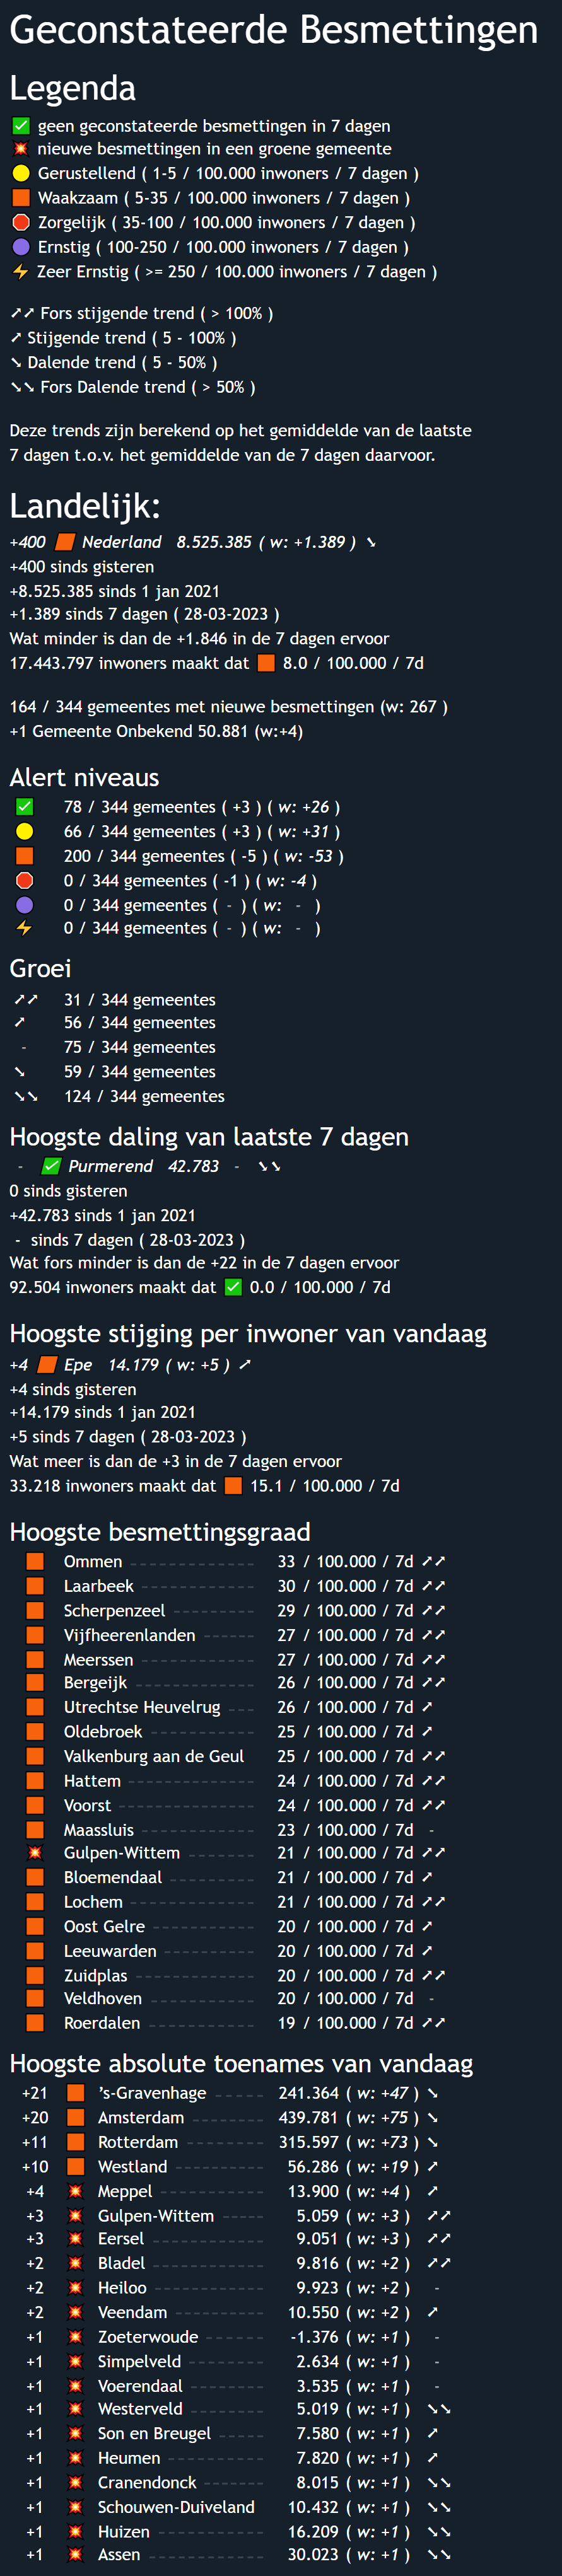 Geconstateerde Besmettingen
Legenda
✅ geen geconstateerde besmettingen in 7 dagen
💥 nieuwe besmettingen in een groene gemeente
🟡 Gerustellend ( 1-5 / 100.000 inwoners / 7 dagen )
🟧 Waakzaam ( 5-35 / 100.000 inwoners / 7 dagen )
🛑 Zorgelijk ( 35-100 / 100.000 inwoners / 7 dagen )
🟣 Ernstig ( 100-250 / 100.000 inwoners / 7 dagen )
⚡ Zeer Ernstig ( >= 250 / 100.000 inwoners / 7 dagen )
➚➚ Fors stijgende trend ( > 100% )
➚ Stijgende trend ( 5 - 100% )
➘ Dalende trend ( 5 - 50% )
➘➘ Fors Dalende trend ( > 50% )
Deze trends zijn berekend op het gemiddelde van de laatste
7 dagen t.o.v. het gemiddelde van de 7 dagen daarvoor.
Landelijk:
+400 🟧 Nederland 8.525.385 ( w: +1.389 ) ➘
+400 sinds gisteren
+8.525.385 sinds 1 jan 2021
+1.389 sinds 7 dagen ( 28-03-2023 )
Wat minder is dan de +1.846 in de 7 dagen ervoor
17.443.797 inwoners maakt dat 🟧 8.0 / 100.000 / 7d
164 / 344 gemeentes met nieuwe besmettingen (w: 267 )
+1 Gemeente Onbekend 50.881 (w:+4)
Alert niveaus
✅ 78 / 344 gemeentes ( +3 ) ( w: +26 )
🟡 66 / 344 gemeentes ( +3 ) ( w: +31 )
🟧 200 / 344 gemeentes ( -5 ) ( w: -53 )
🛑 0 / 344 gemeentes ( -1 ) ( w: -4 )
🟣 0 / 344 gemeentes ( - ) ( w: - )
⚡ 0 / 344 gemeentes ( - ) ( w: - )
Groei
➚➚ 31 / 344 gemeentes
➚ 56 / 344 gemeentes
- 75 / 344 gemeentes
➘ 59 / 344 gemeentes
➘➘ 124 / 344 gemeentes
Hoogste daling van laatste 7 dagen
- ✅ Purmerend 42.783 - ➘➘
0 sinds gisteren
+42.783 sinds 1 jan 2021
- sinds 7 dagen ( 28-03-2023 )
Wat fors minder is dan de +22 in de 7 dagen ervoor
92.504 inwoners maakt dat ✅ 0.0 / 100.000 / 7d
Hoogste stijging per inwoner van vandaag
+4 🟧 Epe 14.179 ( w: +5 ) ➚
+4 sinds gisteren
+14.179 sinds 1 jan 2021
+5 sinds 7 dagen ( 28-03-2023 )
Wat meer is dan de +3 in de 7 dagen ervoor
33.218 inwoners maakt dat 🟧 15.1 / 100.000 / 7d
Hoogste besmettingsgraad
🟧 Ommen 33 / 100.000 / 7d ➚➚
🟧 Laarbeek 30 / 100.000 / 7d ➚➚
🟧 Scherpenzeel 29 / 100.000 / 7d ➚➚
🟧 Vijfheerenlanden 27 / 100.000 / 7d ➚➚
🟧 Meerssen 27 / 100.000 / 7d ➚➚
🟧 Bergeijk 26 / 100.000 / 7d ➚➚
🟧 Utrechtse Heuvelrug 26 / 100.000 / 7d ➚
🟧 Oldebroek 25 / 100.000 / 7d ➚
🟧 Valkenburg aan de Geul 25 / 100.000 / 7d ➚➚
🟧 Hattem 24 / 100.000 / 7d ➚➚
🟧 Voorst 24 / 100.000 / 7d ➚➚
🟧 Maassluis 23 / 100.000 / 7d -
💥 Gulpen-Wittem 21 / 100.000 / 7d ➚➚
🟧 Bloemendaal 21 / 100.000 / 7d ➚
🟧 Lochem 21 / 100.000 / 7d ➚➚
🟧 Oost Gelre 20 / 100.000 / 7d ➚
🟧 Leeuwarden 20 / 100.000 / 7d ➚
🟧 Zuidplas 20 / 100.000 / 7d ➚➚
🟧 Veldhoven 20 / 100.000 / 7d -
🟧 Roerdalen 19 / 100.000 / 7d ➚➚
Hoogste absolute toenames van vandaag
+21 🟧 ’s-Gravenhage 241.364 ( w: +47 ) ➘
+20 🟧 Amsterdam 439.781 ( w: +75 ) ➘
+11 🟧 Rotterdam 315.597 ( w: +73 ) ➘
+10 🟧 Westland 56.286 ( w: +19 ) ➚
+4 💥 Meppel 13.900 ( w: +4 ) ➚
+3 💥 Gulpen-Wittem 5.059 ( w: +3 ) ➚➚
+3 💥 Eersel 9.051 ( w: +3 ) ➚➚
+2 💥 Bladel 9.816 ( w: +2 ) ➚➚
+2 💥 Heiloo 9.923 ( w: +2 ) -
+2 💥 Veendam 10.550 ( w: +2 ) ➚
+1 💥 Zoeterwoude -1.376 ( w: +1 ) -
+1 💥 Simpelveld 2.634 ( w: +1 ) -
+1 💥 Voerendaal 3.535 ( w: +1 ) -
+1 💥 Westerveld 5.019 ( w: +1 ) ➘➘
+1 💥 Son en Breugel 7.580 ( w: +1 ) ➚
+1 💥 Heumen 7.820 ( w: +1 ) ➚
+1 💥 Cranendonck 8.015 ( w: +1 ) ➘➘
+1 💥 Schouwen-Duiveland 10.432 ( w: +1 ) ➘➘
+1 💥 Huizen 16.209 ( w: +1 ) ➘➘
+1 💥 Assen 30.023 ( w: +1 ) ➘➘